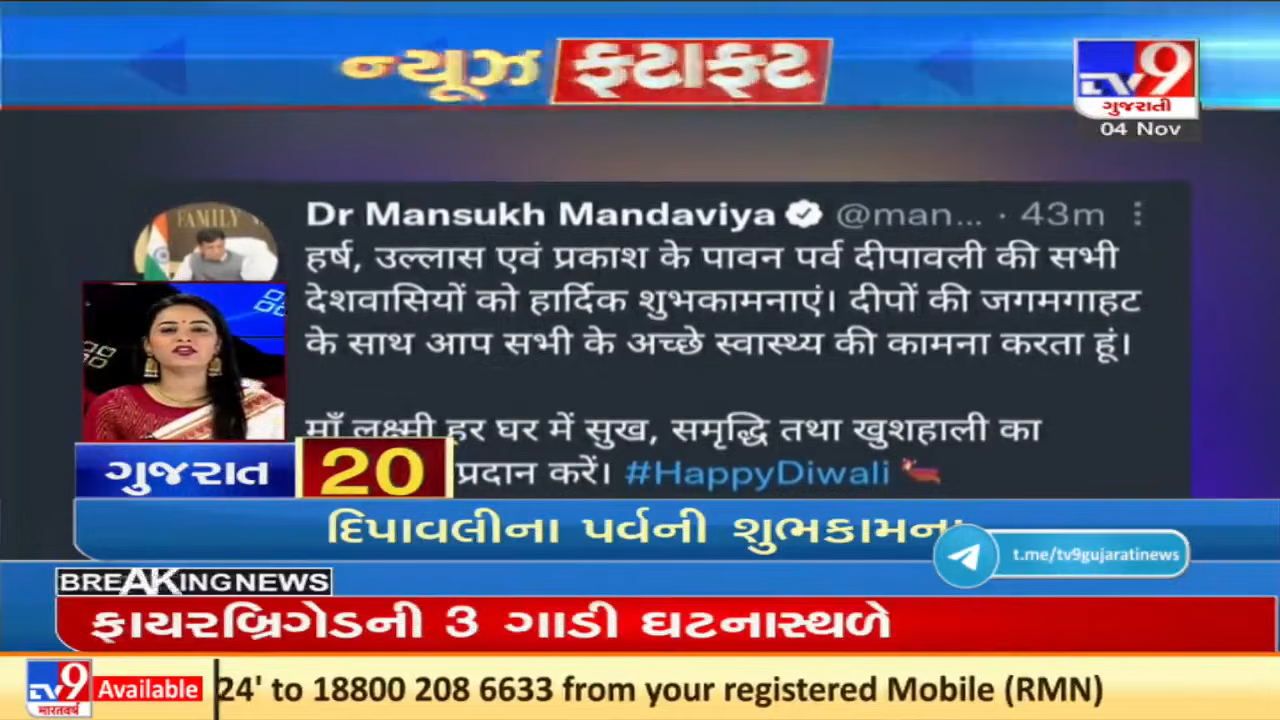 ન્યૂઝ ફટાફટ
TV9
ગુજરાતી
04 Nov
FAMILY
Dr Mansukh Mandaviya @man... · 43m
हर्ष, उल्लास एवं प्रकाश के पावन पर्व दीपावली की सभी
देशवासियों को हार्दिक शुभकामनाएं। दीपों की जगमगाहट
के साथ आप सभी के अच्छे स्वास्थ्य की कामना करता हूं।
माँ लक्ष्मी हर घर में सुख, समृद्धि तथा खुशहाली का
प्रदान करें। #HappyDiwali
ગુજરાત 20
દિપાવલીના પર્વની શુભકામના
t.me/tv9gujaratinews
BREAKINGNEWS
ફાયરબ્રિગેડની 3 ગાડી ઘટનાસ્થળે
TV9
भारतवर्ष
Available
24' to 18800 208 6633 from your registered Mobile (RMN)